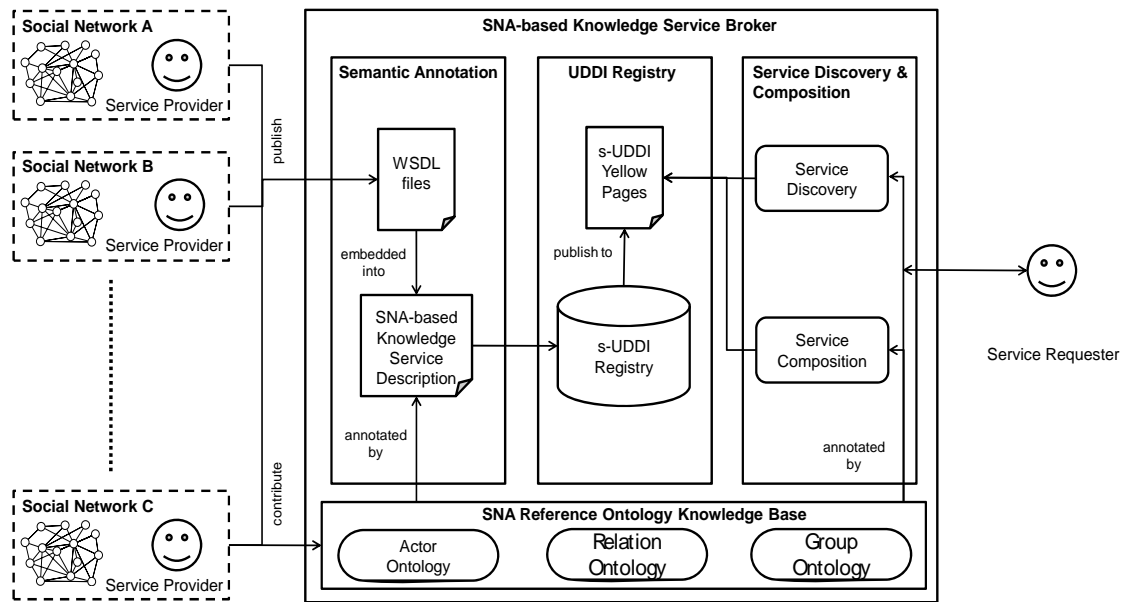 Social Network A
Service Provider
Social Network B
Service Provider
Social Network C
Service Provider
publish
contribute
SNA-based Knowledge Service Broker
Semantic Annotation
WSDL
files
embedded
into
SNA-based
Knowledge
Service
Description
annotated
by
UDDI Registry
s-UDDI
Yellow
Pages
publish to
s-UDDI
Registry
Service Discovery &
Composition
Service
Discovery
Service
Composition
annotated
by
Service Requester
SNA Reference Ontology Knowledge Base
Actor
Ontology
Relation
Ontology
Group
Ontology